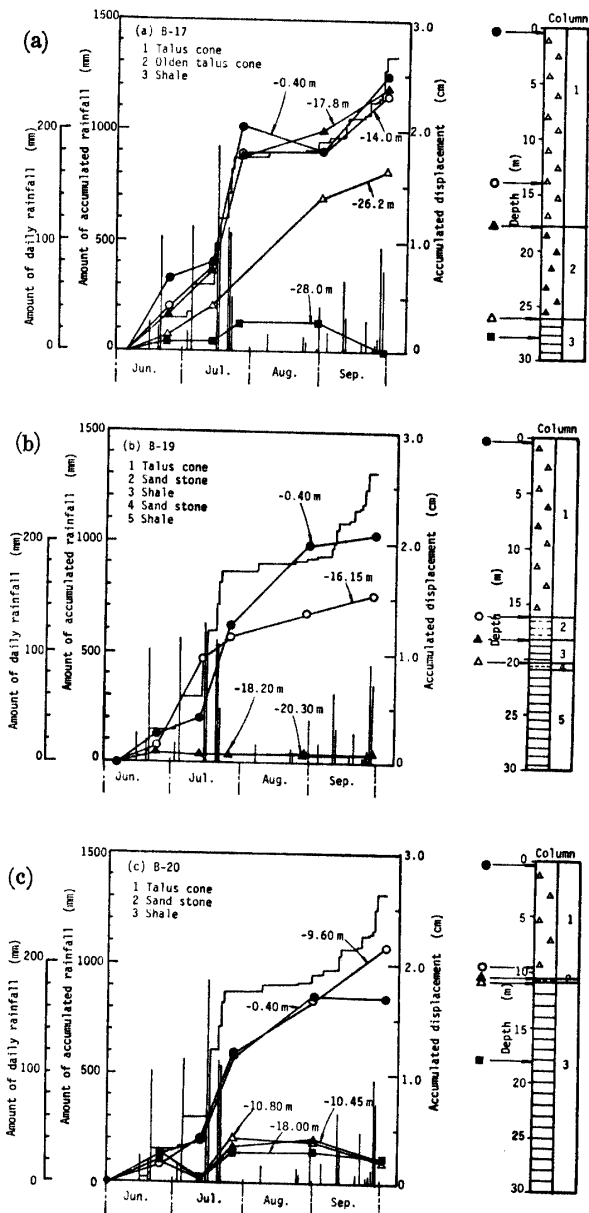 (a)
(a) B-17
1 Talus cone
2 Olden talus cone
3 Shale
Amount of daily rainfall (mm)
200
100
0
Amount of accumulated rainfall (mm)
1500
1000
500
0
-0.40 m
-17.8 m
-14.0 m
-26.2 m
-28.0 m
3.0
2.0
1.0
0
Accumulated displacement (cm)
Jun. Jul. Aug. Sep.
Column
Depth (m)
0
5
10
15
20
25
30
1
2
3
(b)
(b) B-19
1 Talus cone
2 Sand stone
3 Shale
4 Sand stone
5 Shale
Amount of daily rainfall (mm)
200
100
0
Amount of accumulated rainfall (mm)
1500
1000
500
0
-0.40 m
-16.15 m
-18.20 m
-20.30 m
3.0
2.0
1.0
0
Accumulated displacement (cm)
Jun. Jul. Aug. Sep.
Column
Depth (m)
0
5
10
15
20
25
30
1
2
3
5
(c)
(c) B-20
1 Talus cone
2 Sand stone
3 Shale
Amount of daily rainfall (mm)
200
100
0
Amount of accumulated rainfall (mm)
1500
1000
500
0
-9.60 m
-0.40 m
-10.80 m
-10.45 m
-18.00 m
3.0
2.0
1.0
0
Accumulated displacement (cm)
Jun. Jul. Aug. Sep.
Column
Depth (m)
0
5
10
15
20
25
30
1
3